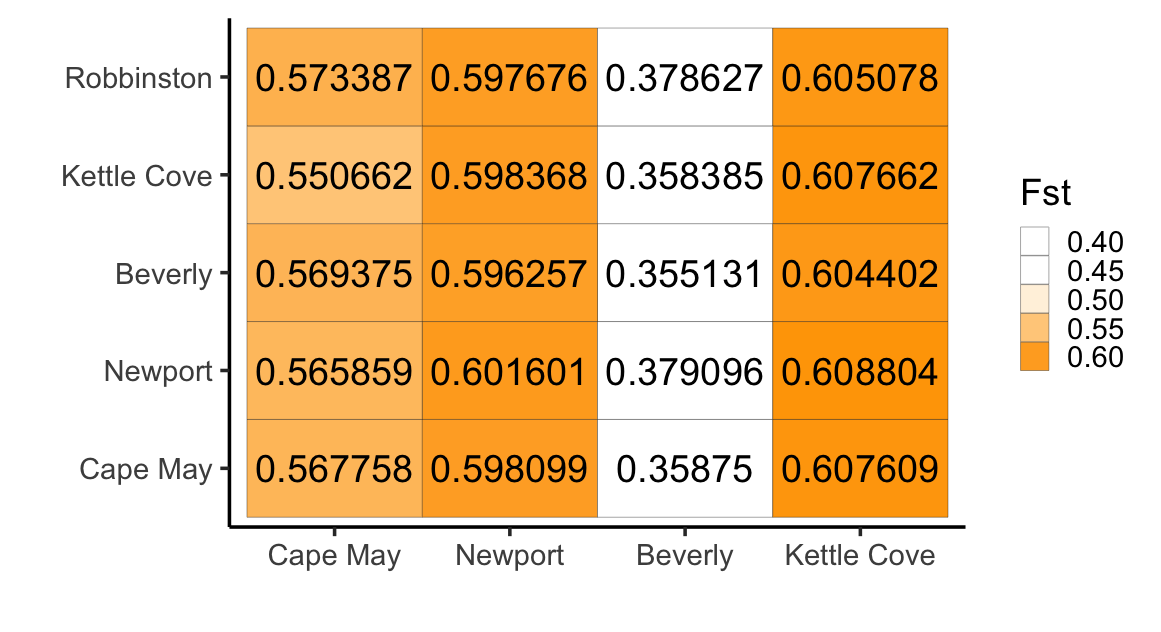 Robbinston 0.573387 0.597676 0.378627 0.605078
Kettle Cove 0.550662 0.598368 0.358385 0.607662
Beverly 0.569375 0.596257 0.355131 0.604402
Newport 0.565859 0.601601 0.379096 0.608804
Cape May 0.567758 0.598099 0.35875 0.607609
Cape May Newport Beverly Kettle Cove
Fst
0.40
0.45
0.50
0.55
0.60